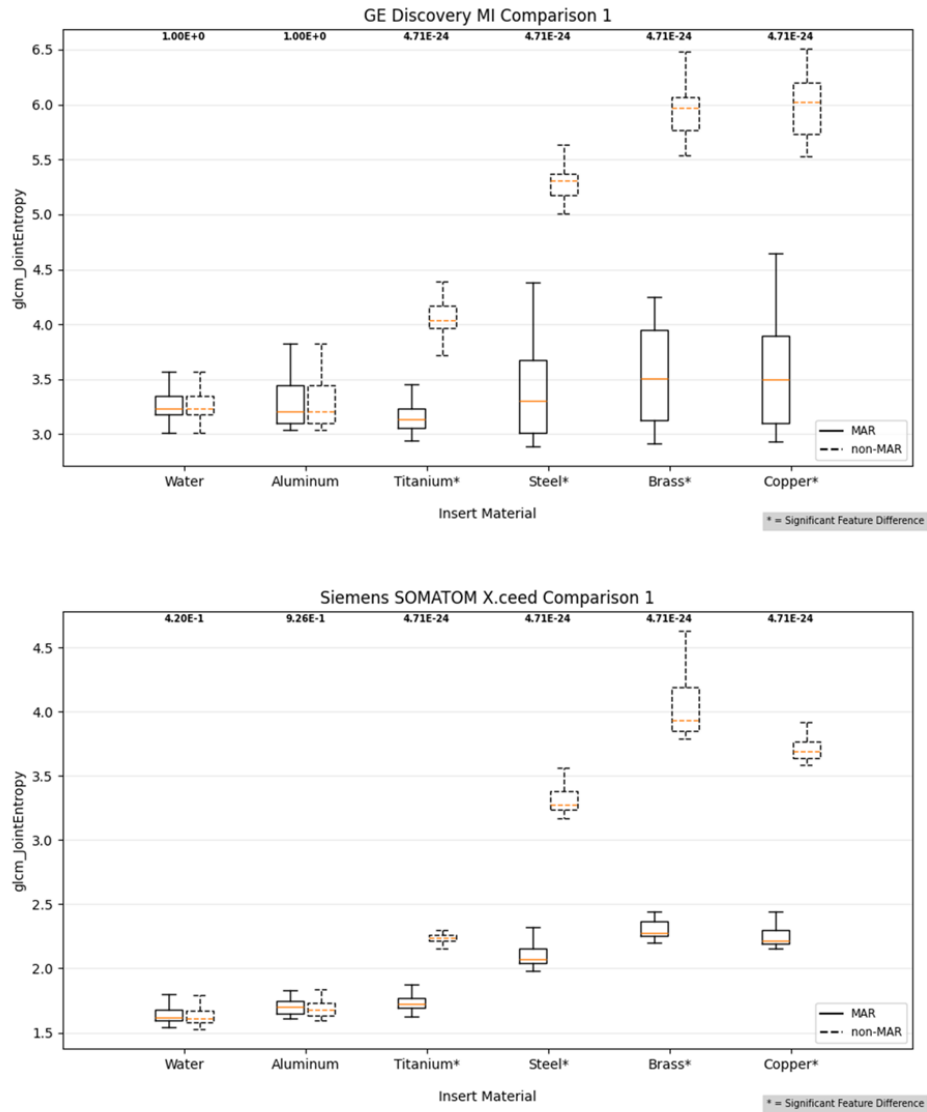 GE Discovery MI Comparison 1
1.00E+0 1.00E+0 4.71E-24 4.71E-24 4.71E-24 4.71E-24
6.5
6.0
5.5
5.0
4.5
4.0
3.5
3.0
glcm_JointEntropy
MAR
non-MAR
Water Aluminum Titanium* Steel* Brass* Copper*
Insert Material
* = Significant Feature Difference
Siemens SOMATOM X.ceed Comparison 1
4.20E-1 9.26E-1 4.71E-24 4.71E-24 4.71E-24 4.71E-24
4.5
4.0
3.5
3.0
2.5
2.0
1.5
glcm_JointEntropy
MAR
non-MAR
Water Aluminum Titanium* Steel* Brass* Copper*
Insert Material
* = Significant Feature Difference